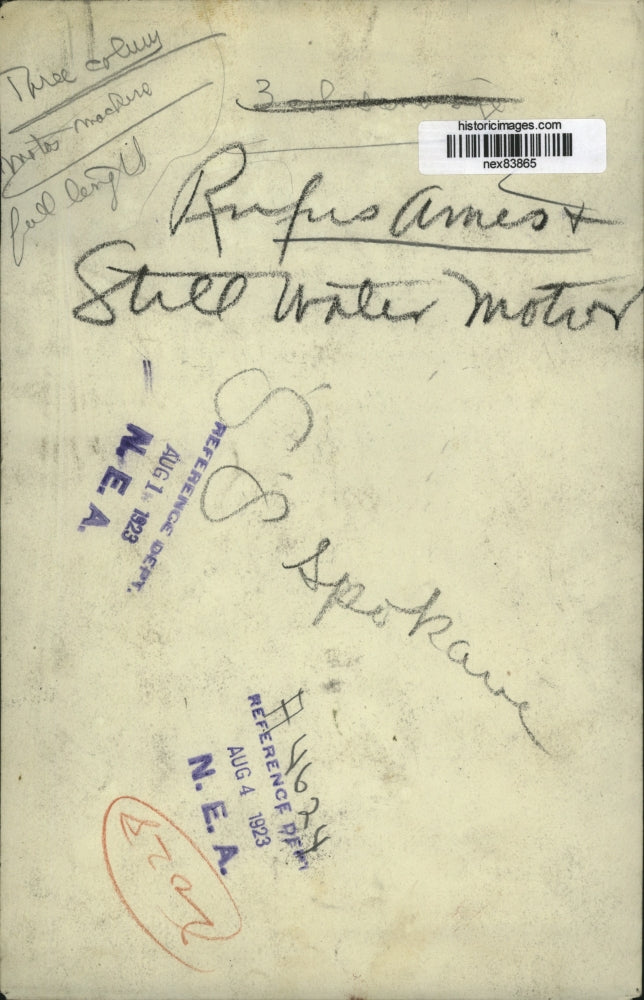 Three column
motor machine
full length
3
historicimages.com
nex83865
Rufus Ames &
Still Water Motor
REFERENCE DEPT.
AUG 1 1923
N. E. A.
Spokane
REFERENCE DEPT
AUG 4 1923
N. E. A.